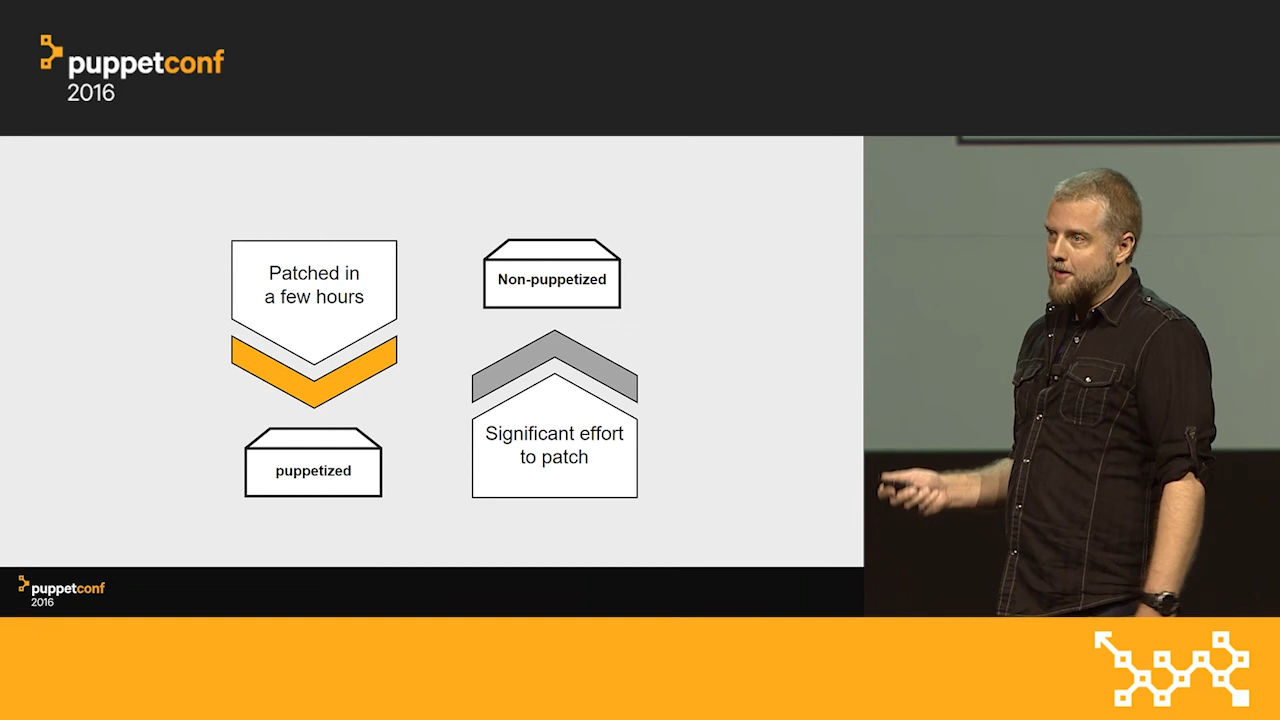 puppetconf
2016
Patched in
a few hours
puppetized
Non-puppetized
Significant effort
to patch
puppetconf
2016